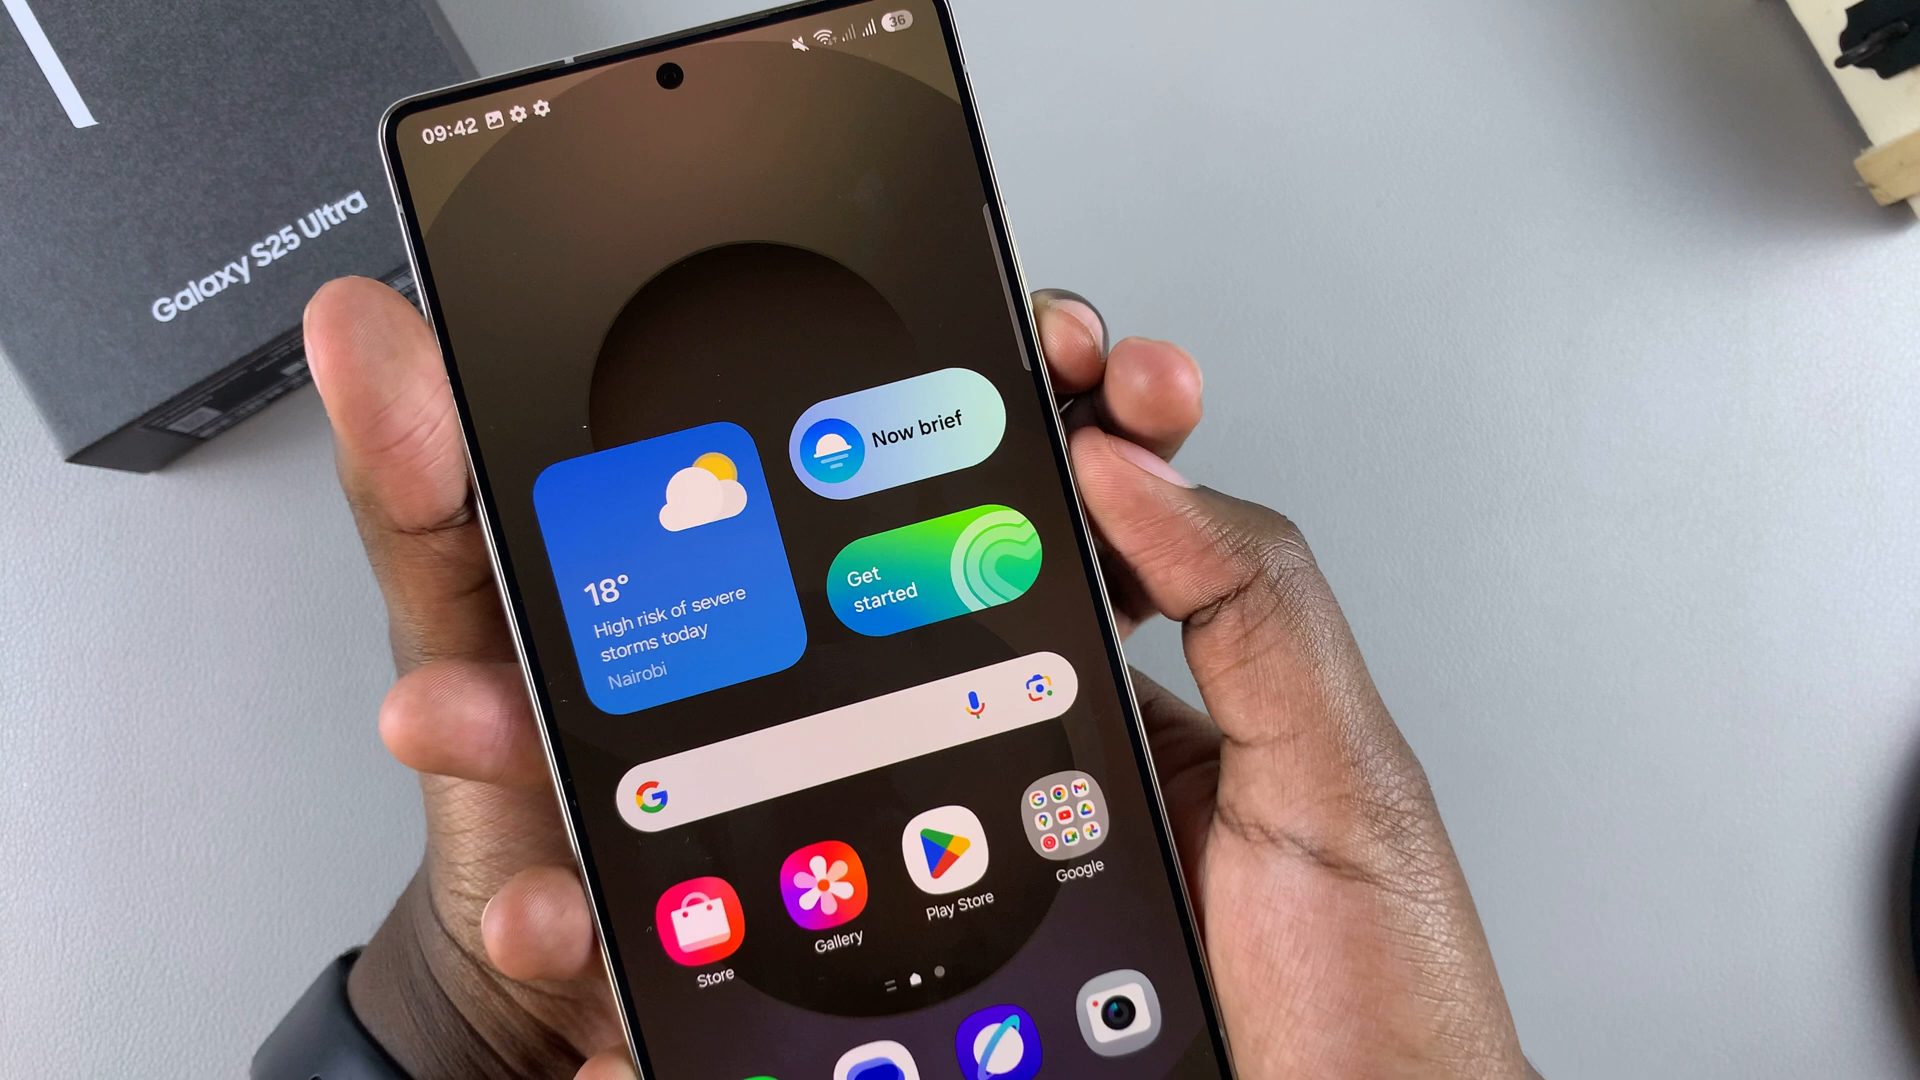 Galaxy S25 Ultra
09:42
36
Now brief
Get
started
18°
High risk of severe
storms today
Nairobi
Store
Gallery
Play Store
Google